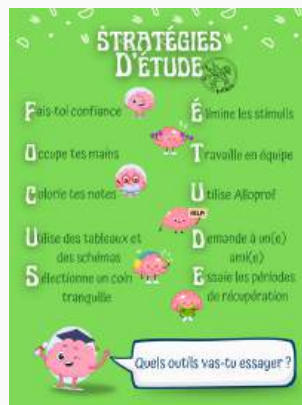 STRATÉGIES
D'ÉTUDE
Fais-toi confiance
Occupe tes mains
Colorie tes notes
Utilise des tableaux et
des schémas
Sélectionne un coin
tranquille
Élimine les stimulis
Travaille en équipe
Utilise Alloprof
HELP
Demande à un(e)
ami(e)
Essaie les périodes
de récupération
Quels outils vas-tu essayer ?